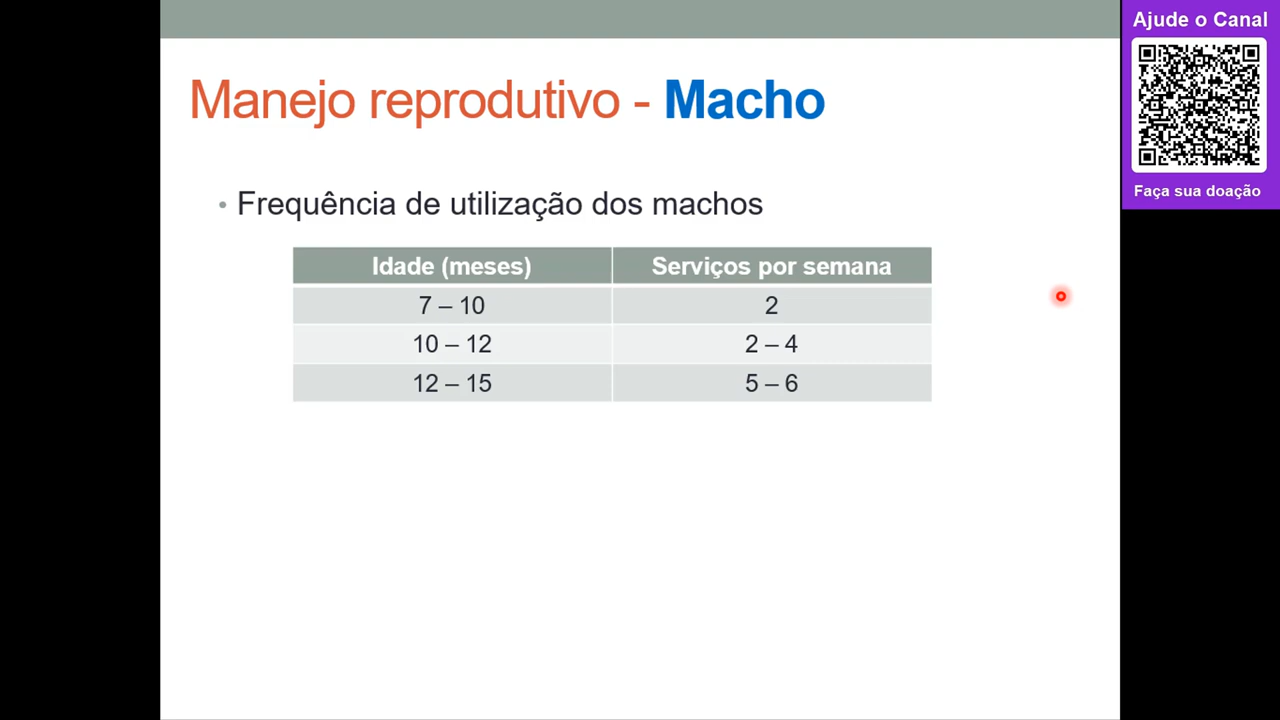 Manejo reprodutivo - Macho
• Frequência de utilização dos machos
Idade (meses) Serviços por semana
7 – 10 2
10 – 12 2 – 4
12 – 15 5 – 6
Ajude o Canal
Faça sua doação